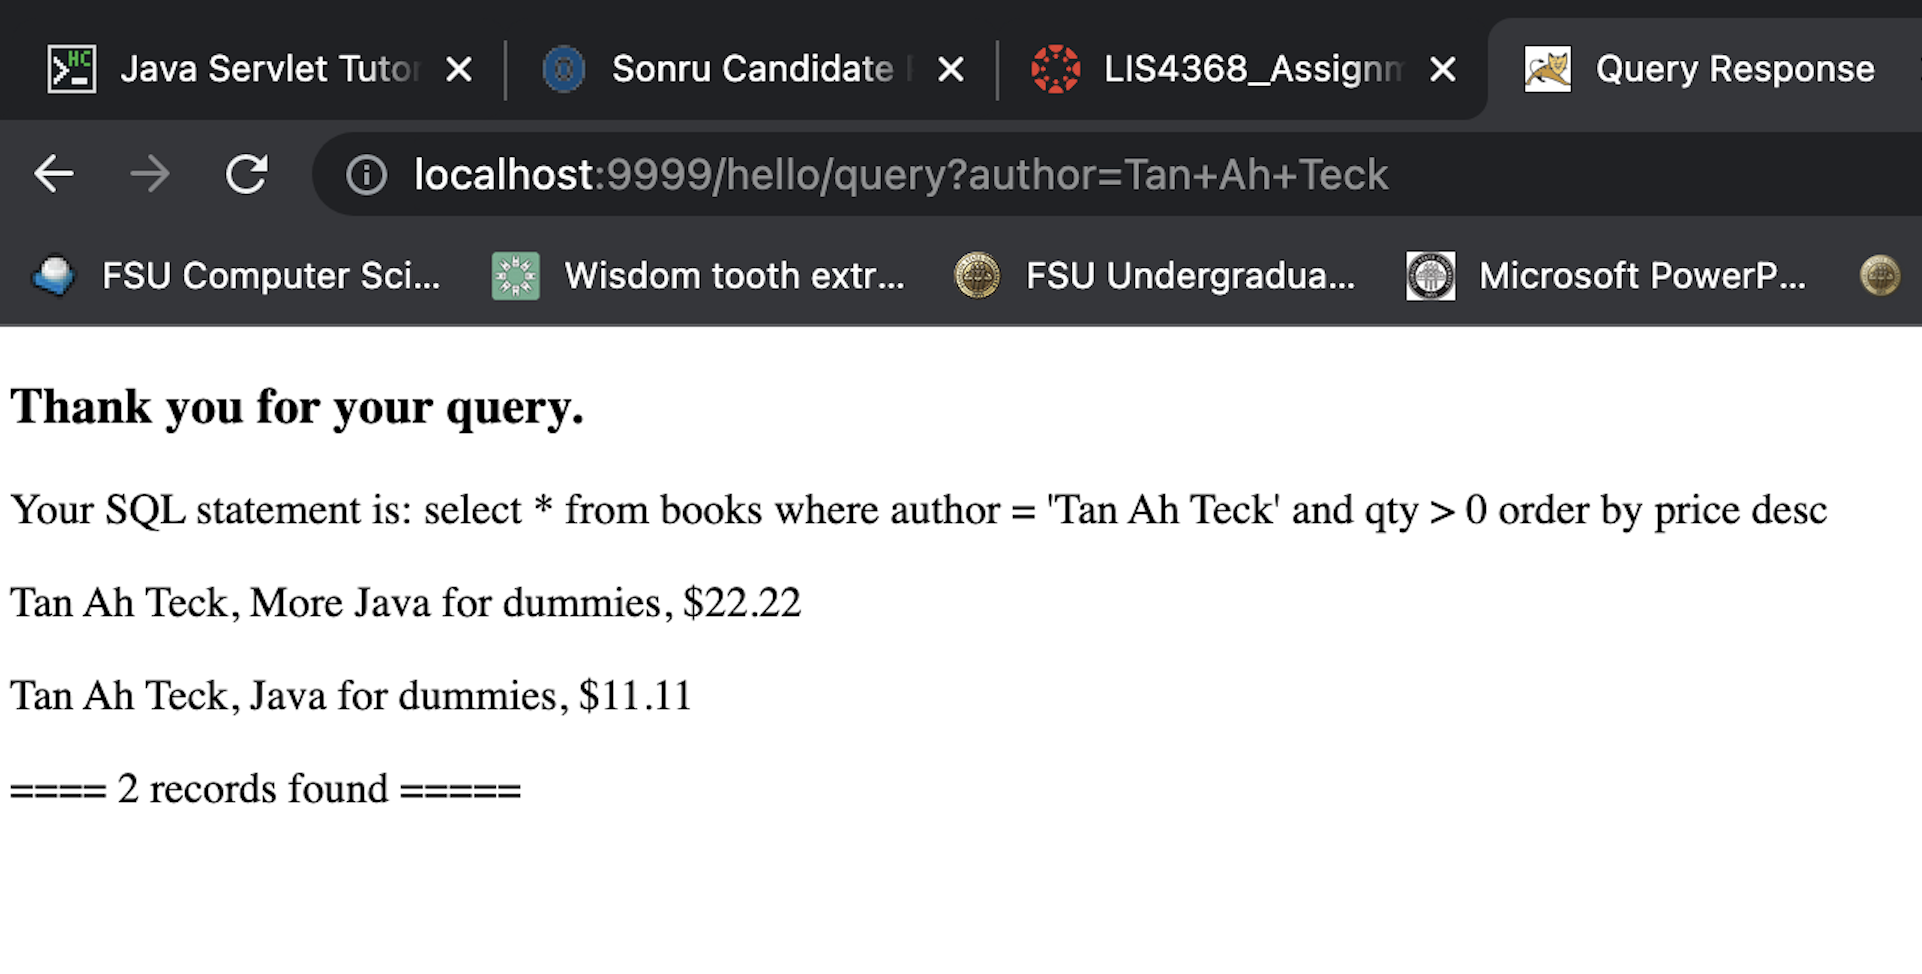 Java Servlet Tutor
Sonru Candidate
LIS4368_Assignm
Query Response
localhost:9999/hello/query?author=Tan+Ah+Teck
FSU Computer Sci...
Wisdom tooth extr...
FSU Undergradua...
Microsoft PowerP...
Thank you for your query.
Your SQL statement is: select * from books where author = 'Tan Ah Teck' and qty > 0 order by price desc
Tan Ah Teck, More Java for dummies, $22.22
Tan Ah Teck, Java for dummies, $11.11
==== 2 records found =====